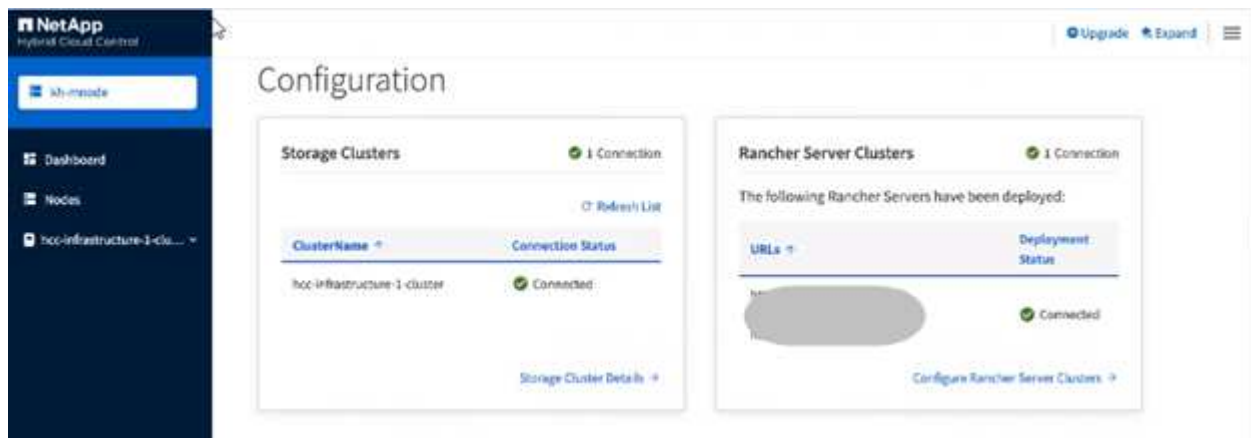 NetApp
Hybrid Cloud Control
Upgrade
Expand
kh-mnode
Configuration
Dashboard
Nodes
hcc-infrastructure-1-clu...
Storage Clusters
1 Connection
Refresh List
ClusterName
Connection Status
hcc-infrastructure-1-cluster
Connected
Storage Cluster Details →
Rancher Server Clusters
1 Connection
The following Rancher Servers have been deployed:
URLs
Deployment
Status
Connected
Configure Rancher Server Clusters →